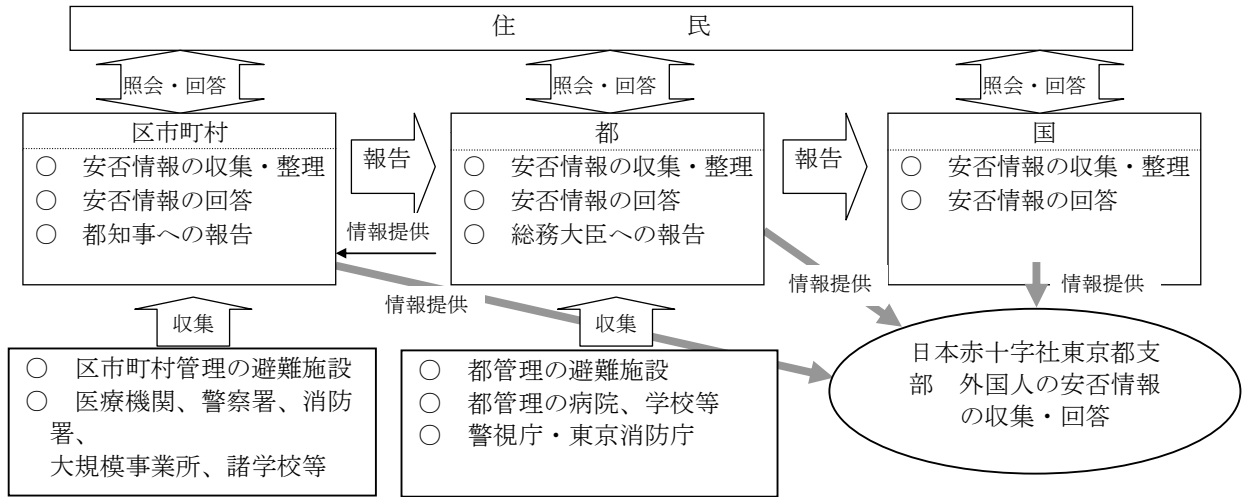 住　　　　民
照会・回答
照会・回答
照会・回答
区市町村
○　安否情報の収集・整理
○　安否情報の回答
○　都知事への報告
報告
情報提供
都
○　安否情報の収集・整理
○　安否情報の回答
○　総務大臣への報告
報告
国
○　安否情報の収集・整理
○　安否情報の回答
情報提供
情報提供
情報提供
収集
収集
○　区市町村管理の避難施設
○　医療機関、警察署、消防
署、
大規模事業所、諸学校等
○　都管理の避難施設
○　都管理の病院、学校等
○　警視庁・東京消防庁
日本赤十字社東京都支
部　外国人の安否情報
の収集・回答